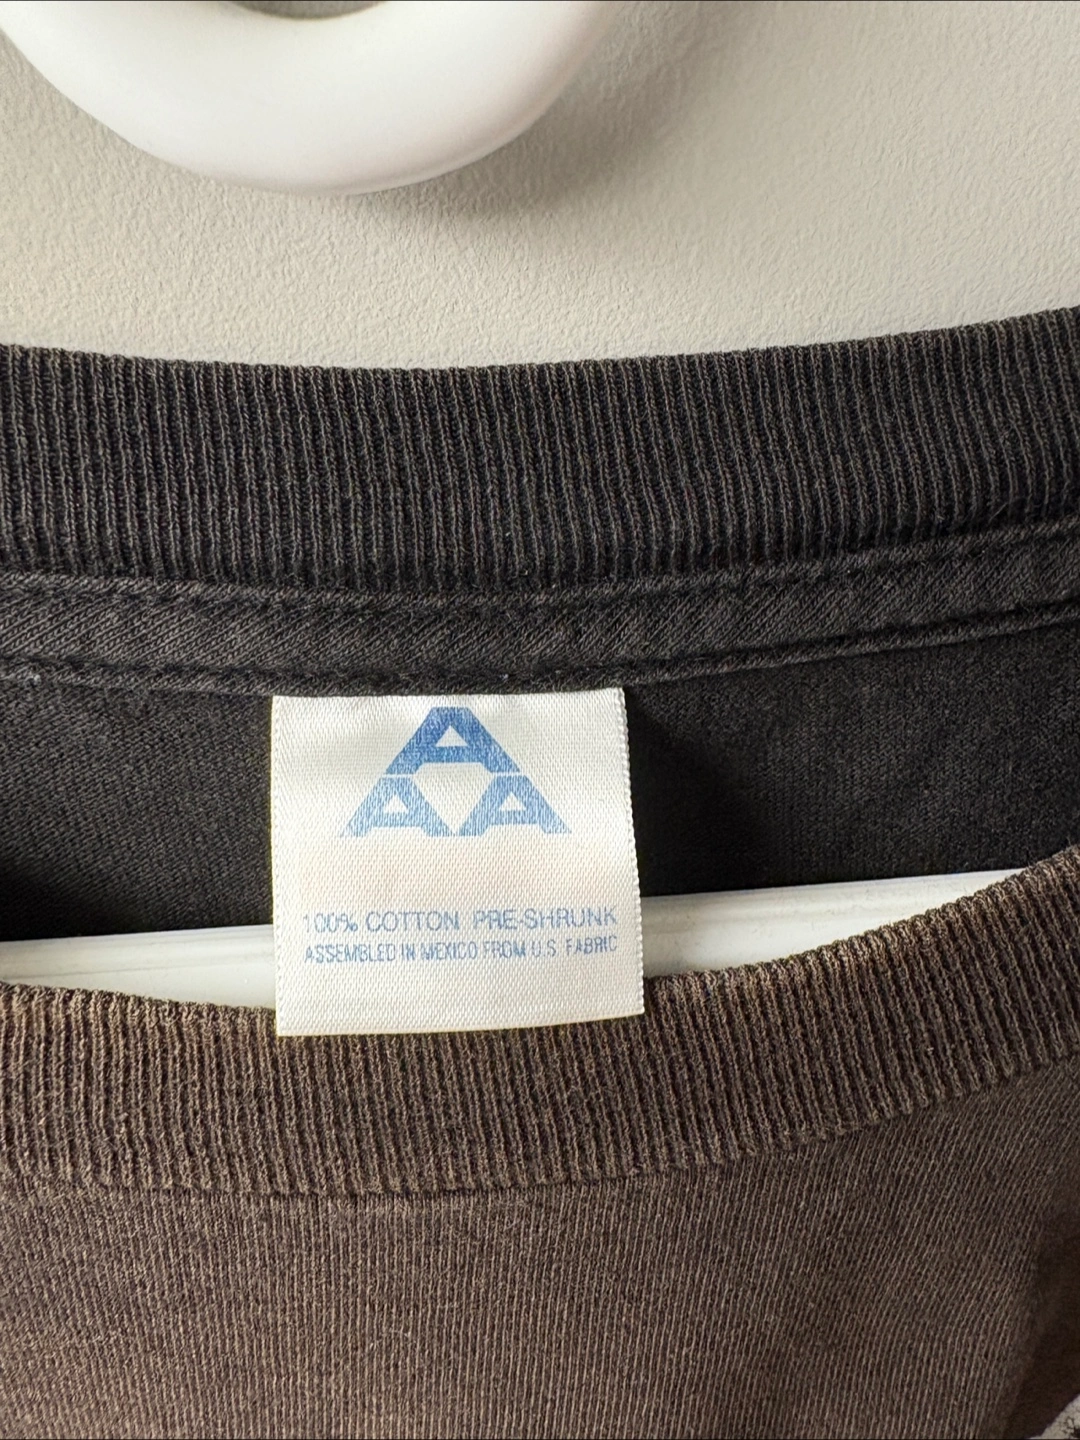 A
A A
100% COTTON PRE-SHRUNK
ASSEMBLED IN MEXICO FROM U.S. FABRIC